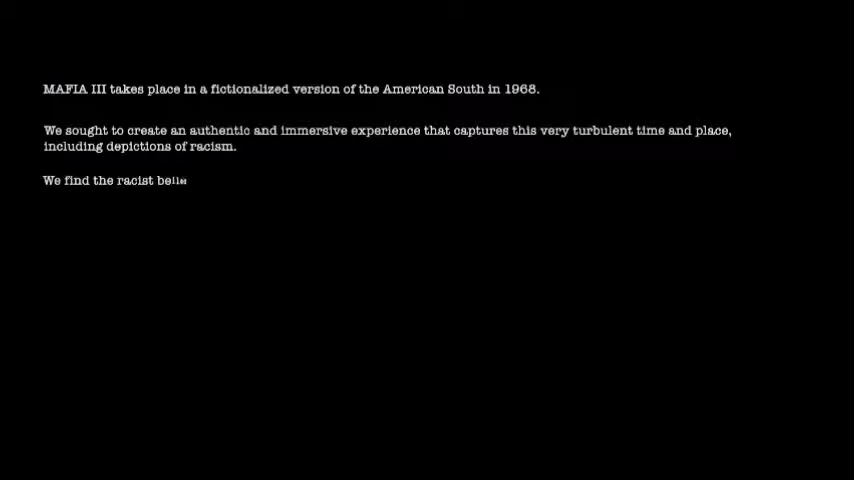 MAFIA III takes place in a fictionalized version of the American South in 1968.
We sought to create an authentic and immersive experience that captures this very turbulent time and place,
including depictions of racism.
We find the racist